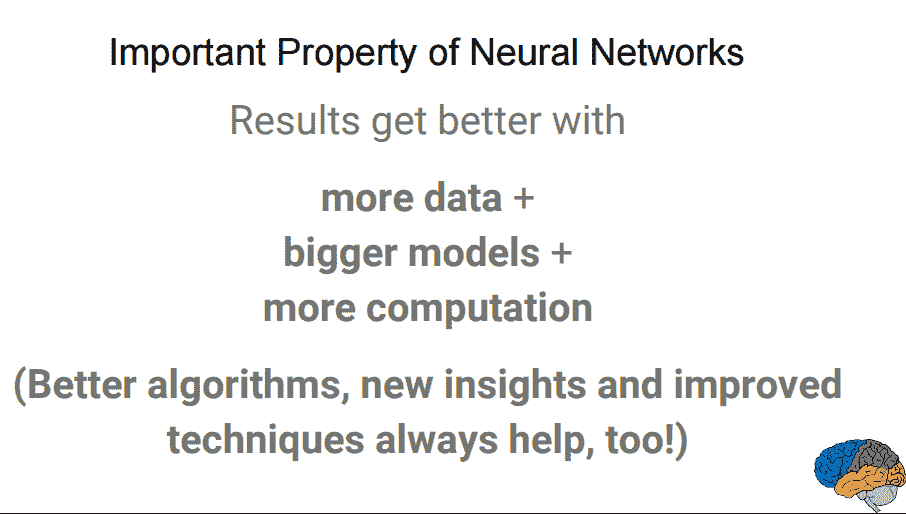 Important Property of Neural Networks
Results get better with
more data +
bigger models +
more computation
(Better algorithms, new insights and improved
techniques always help, too!)